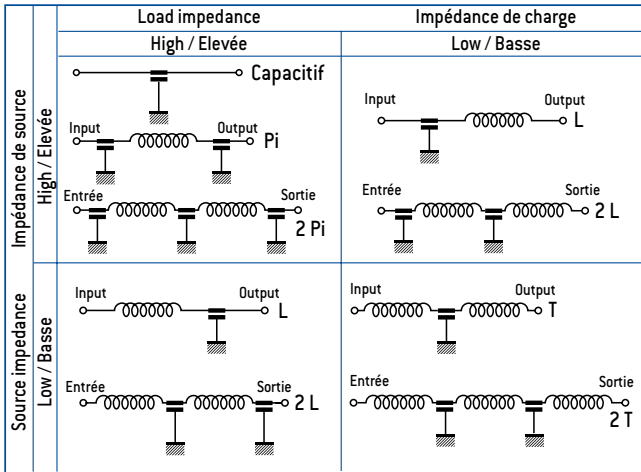 Load impedance
Impédance de charge
High / Elevée
Low / Basse
Impédance de source
High / Elevée
Capacitif
Input
Output
Pi
Entrée
Sortie
2 Pi
Input
Output
L
Entrée
Sortie
2 L
Source impedance
Low / Basse
Input
Output
L
Entrée
Sortie
2 L
Input
Output
T
Entrée
Sortie
2 T